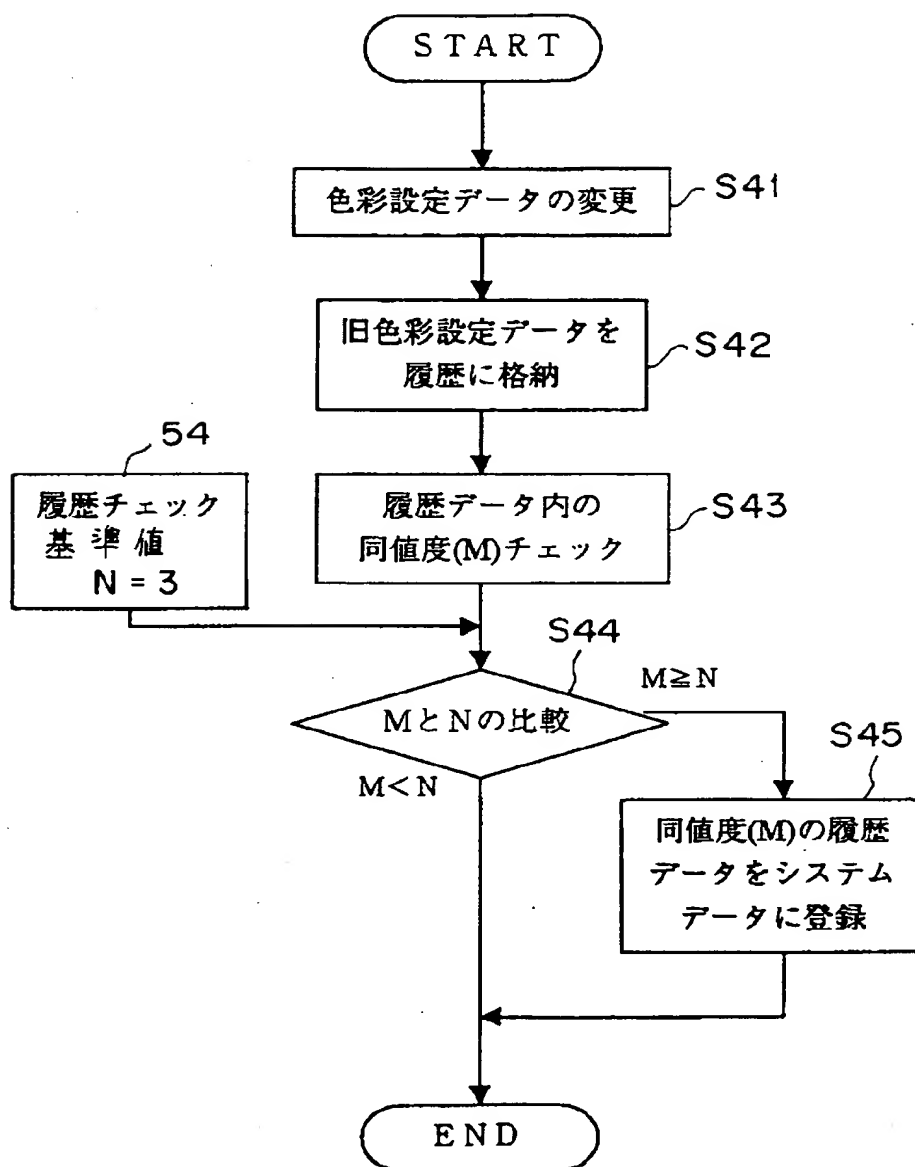 START
色彩設定データの変更
S41
旧色彩設定データを
履歴に格納
S42
54
履歴チェック
基準値
N=3
履歴データ内の
同値度(M)チェック
S43
S44
MとNの比較
M≧N
M<N
S45
同値度(M)の履歴
データをシステム
データに登録
END